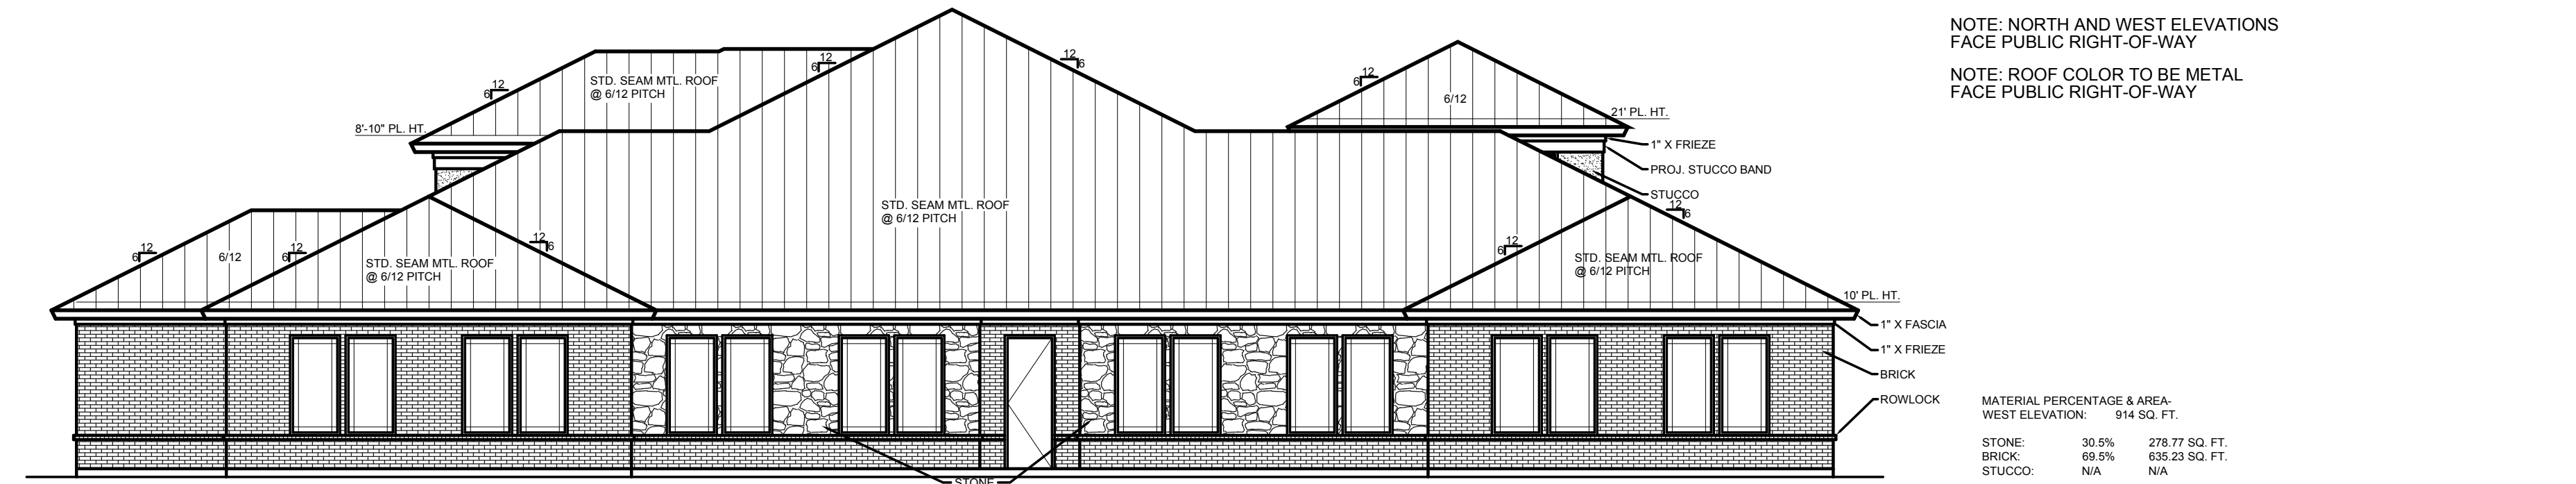 NOTE: NORTH AND WEST ELEVATIONS
FACE PUBLIC RIGHT-OF-WAY
NOTE: ROOF COLOR TO BE METAL
FACE PUBLIC RIGHT-OF-WAY
12
6
12
6
12
6
12
6
STD. SEAM MTL. ROOF
@ 6/12 PITCH
6/12
8'-10" PL. HT.
21' PL. HT.
1" X FRIEZE
PROJ. STUCCO BAND
STUCCO
12
6
STD. SEAM MTL. ROOF
@ 6/12 PITCH
12
6
6/12
12
6
12
6
12
6
STD. SEAM MTL. ROOF
@ 6/12 PITCH
STD. SEAM MTL. ROOF
@ 6/12 PITCH
10' PL. HT.
1" X FASCIA
1" X FRIEZE
BRICK
ROWLOCK
STONE
MATERIAL PERCENTAGE & AREA-
WEST ELEVATION: 914 SQ. FT.
STONE: 30.5% 278.77 SQ. FT.
BRICK: 69.5% 635.23 SQ. FT.
STUCCO: N/A N/A